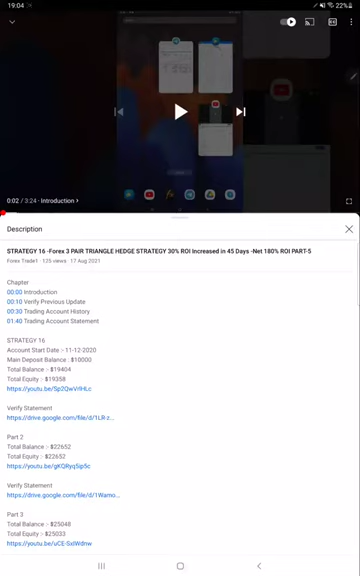 19:04
22%
0:02 / 3:24 · Introduction >
Description
STRATEGY 16 -Forex 3 PAIR TRIANGLE HEDGE STRATEGY 30% ROI Increased in 45 Days -Net 180% ROI PART-5
Forex Trade1 · 135 views · 17 Aug 2021
Chapter
00:00 Introduction
00:10 Verify Previous Update
00:30 Trading Account History
01:40 Trading Account Statement
STRATEGY 16
Account Start Date :- 11-12-2020
Main Deposit Balance : $10000
Total Balance :- $19404
Total Equity :- $19358
https://youtu.be/Sp2QwVrlHLc
Verify Statement
https://drive.google.com/file/d/1LR-z...
Part 2
Total Balance :- $22652
Total Equity :- $22652
https://youtu.be/gKQRyq5ip5c
Verify Statement
https://drive.google.com/file/d/1Wamo...
Part 3
Total Balance :- $25048
Total Equity :- $25033
https://youtu.be/uCE-SxiWdnw